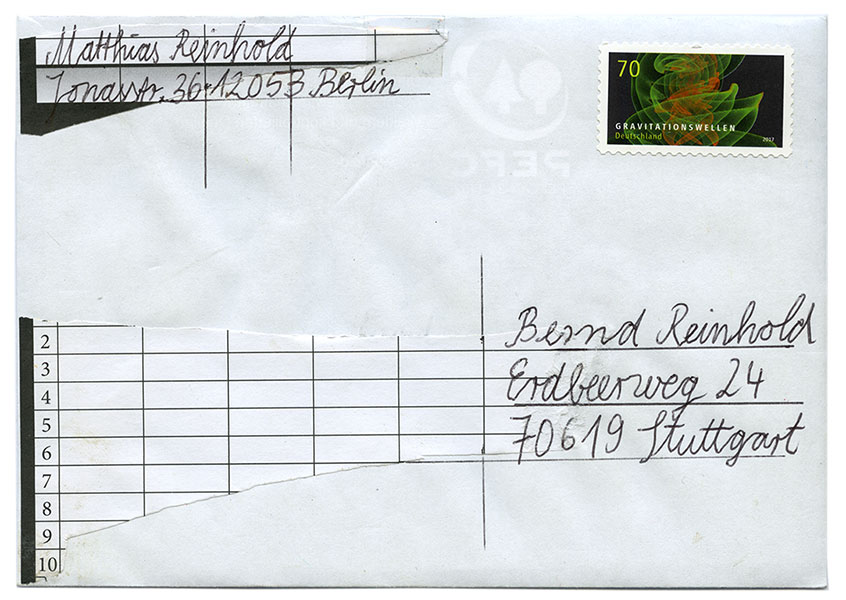 Matthias Reinhold
Jonasstr. 36 · 12053 Berlin
70
GRAVITATIONSWELLEN
Deutschland
2017
PEFC
Bernd Reinhold
Erdbeerweg 24
70619 Stuttgart
2
3
4
5
6
7
8
9
10